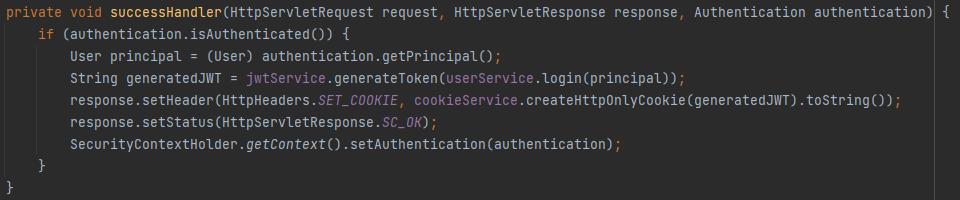 private void successHandler(HttpServletRequest request, HttpServletResponse response, Authentication authentication) {
if (authentication.isAuthenticated()) {
User principal = (User) authentication.getPrincipal();
String generatedJWT = jwtService.generateToken(userService.login(principal));
response.setHeader(HttpHeaders.SET_COOKIE, cookieService.createHttpOnlyCookie(generatedJWT).toString());
response.setStatus(HttpServletResponse.SC_OK);
SecurityContextHolder.getContext().setAuthentication(authentication);
}
}